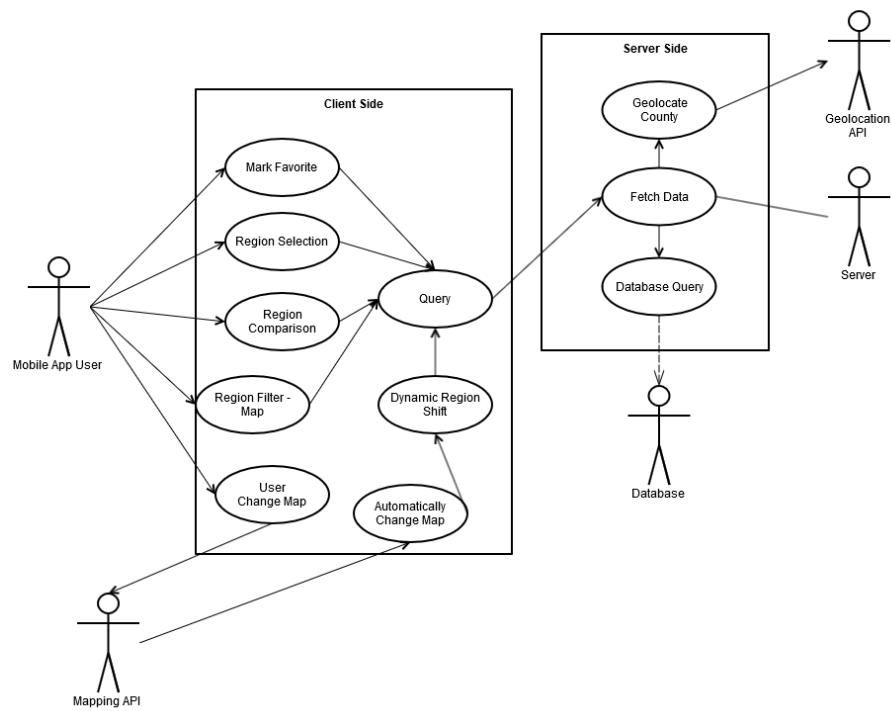 Server Side
Geolocate
County
Geolocation
API
Client Side
Mark Favorite
Fetch Data
Region Selection
Server
Query
Database Query
Region
Comparison
Mobile App User
Region Filter -
Map
Dynamic Region
Shift
User
Change Map
Automatically
Change Map
Database
Mapping API